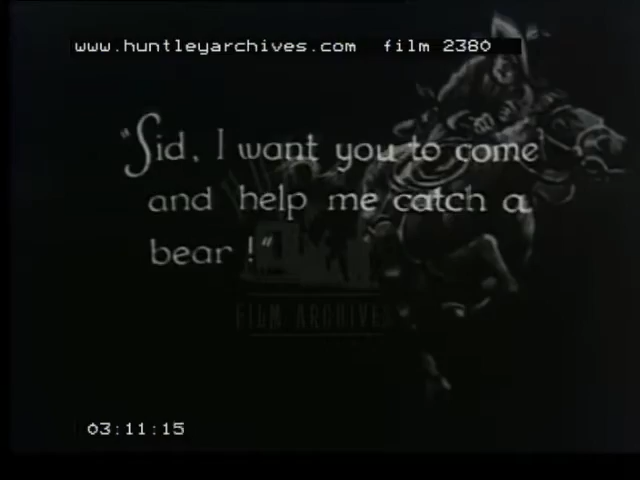 www.huntleyarchives.com film 2380
"Sid, I want you to come
and help me catch a
bear!"
FILM ARCHIVES
03:11:15